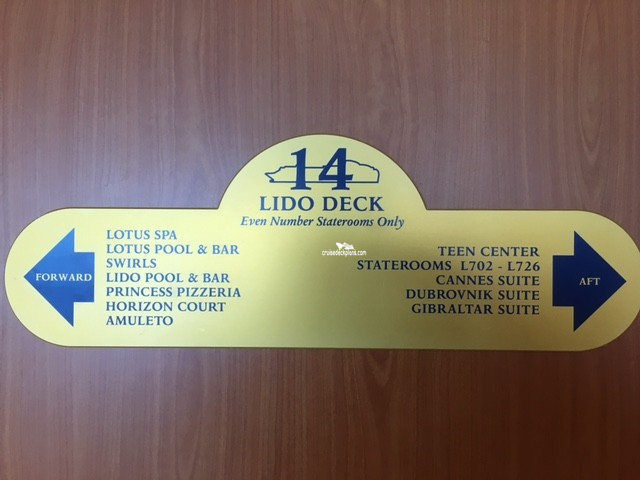 14
LIDO DECK
Even Number Staterooms Only
FORWARD
LOTUS SPA
LOTUS POOL & BAR
SWIRLS
LIDO POOL & BAR
PRINCESS PIZZERIA
HORIZON COURT
AMULETO
cruisedeckplans.com
TEEN CENTER
STATEROOMS L702 - L726
CANNES SUITE
DUBROVNIK SUITE
GIBRALTAR SUITE
AFT